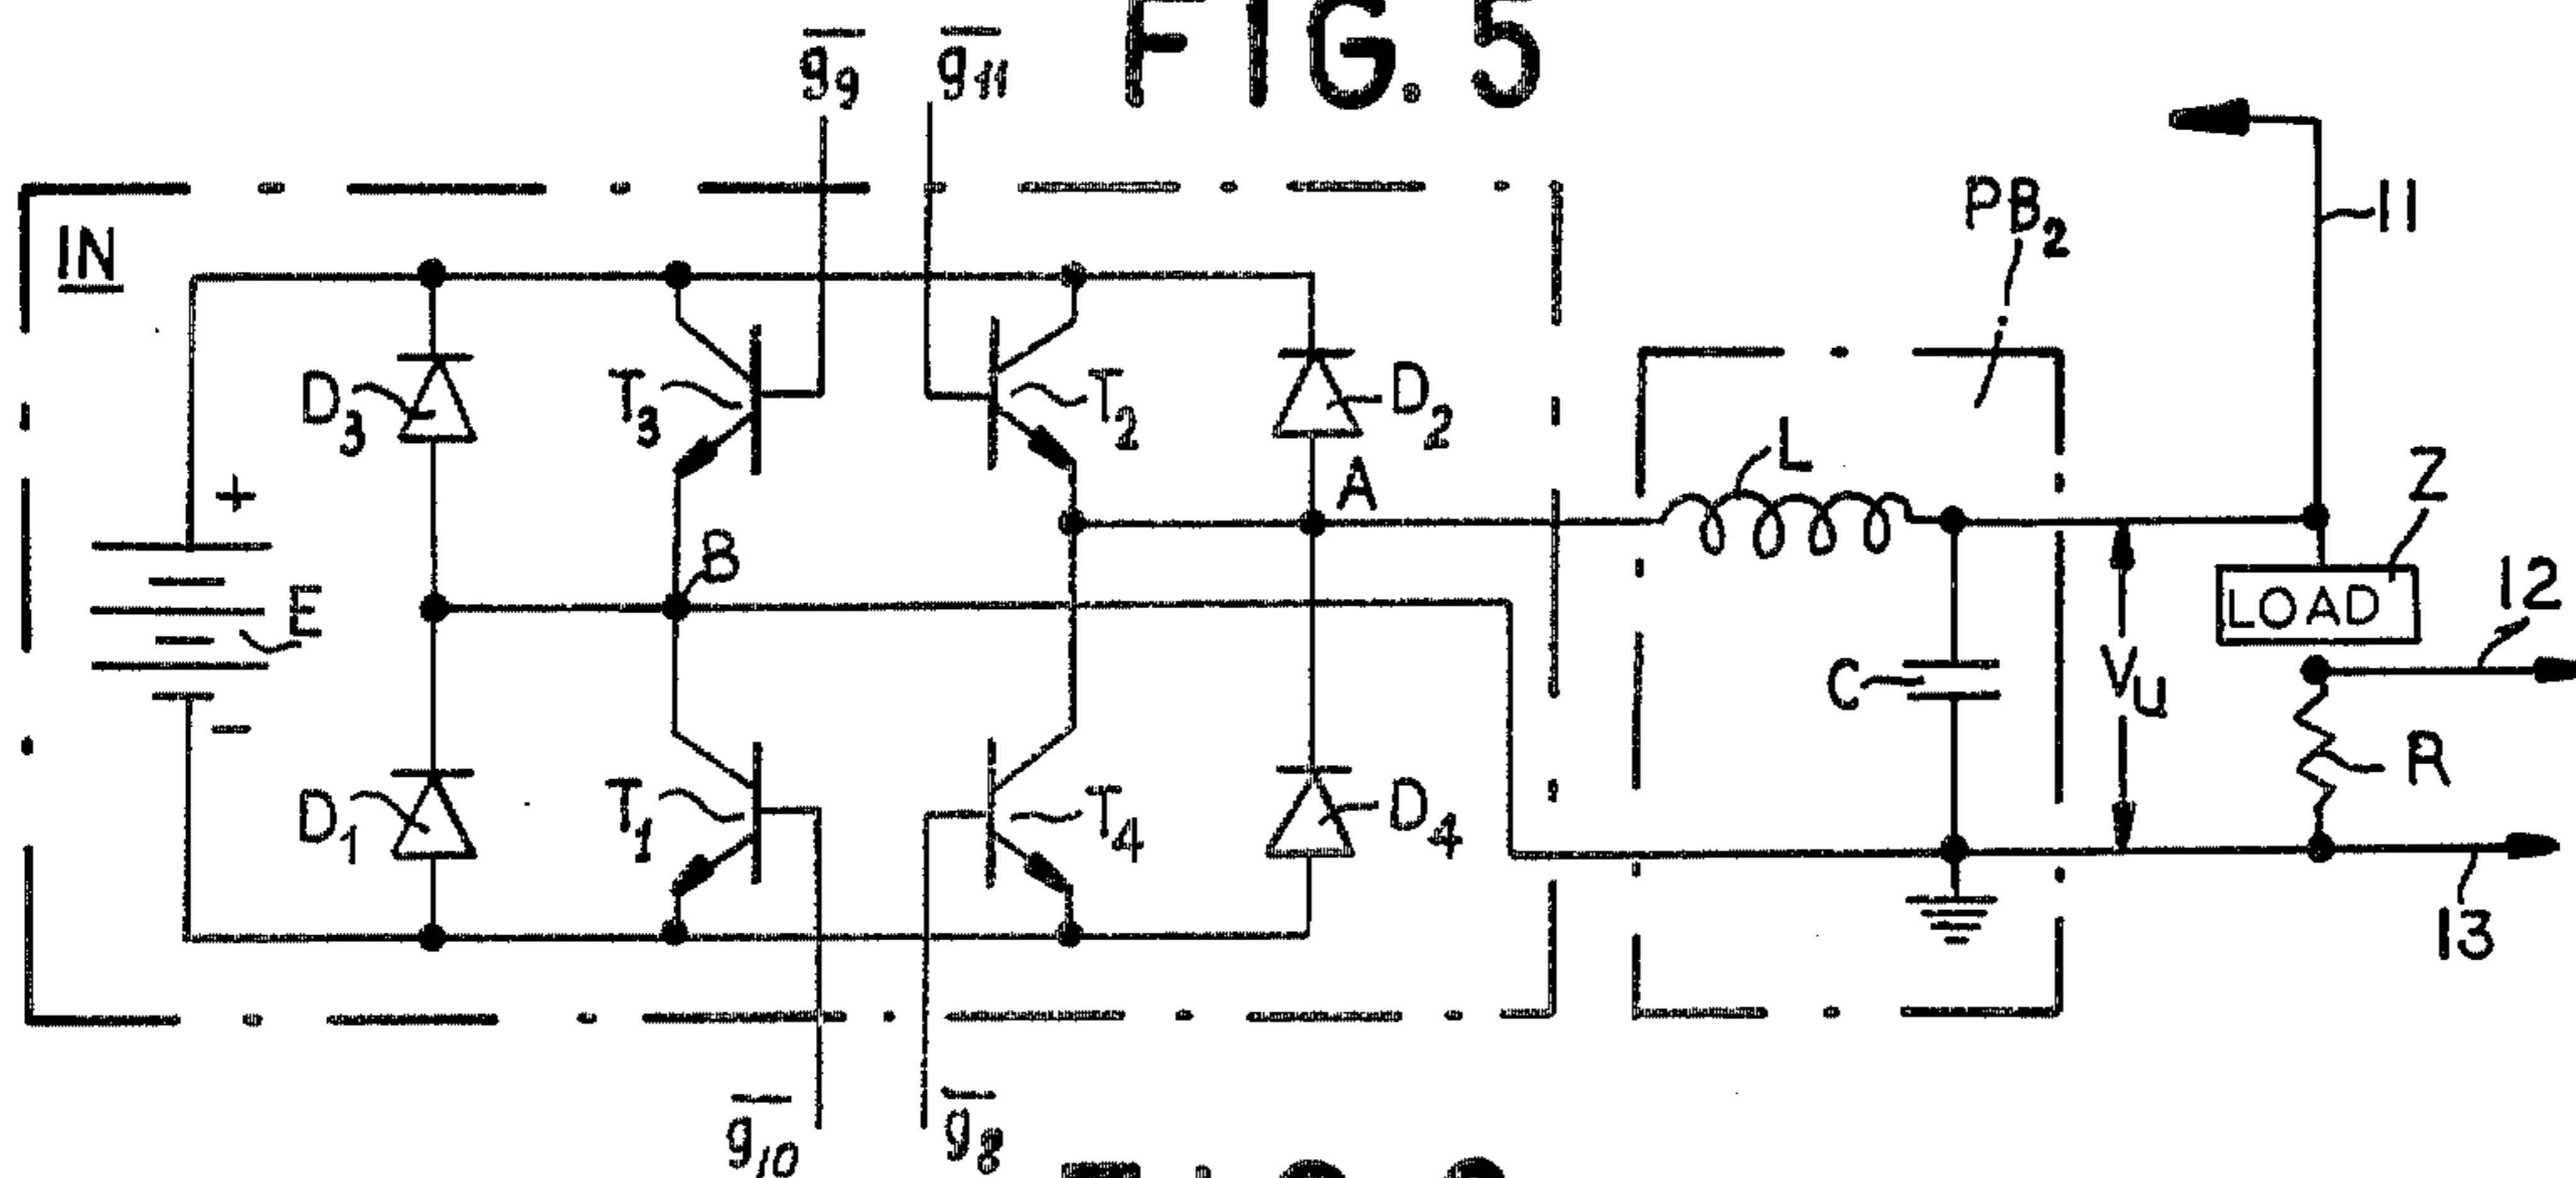 FIG. 5
g̅9 g̅11
IN
PB2
11
D3
T3
T2
D2
A
L
Z
+
B
E
LOAD
12
C
Vu
-
D1
T1
T4
D4
R
13
g̅10 g̅8